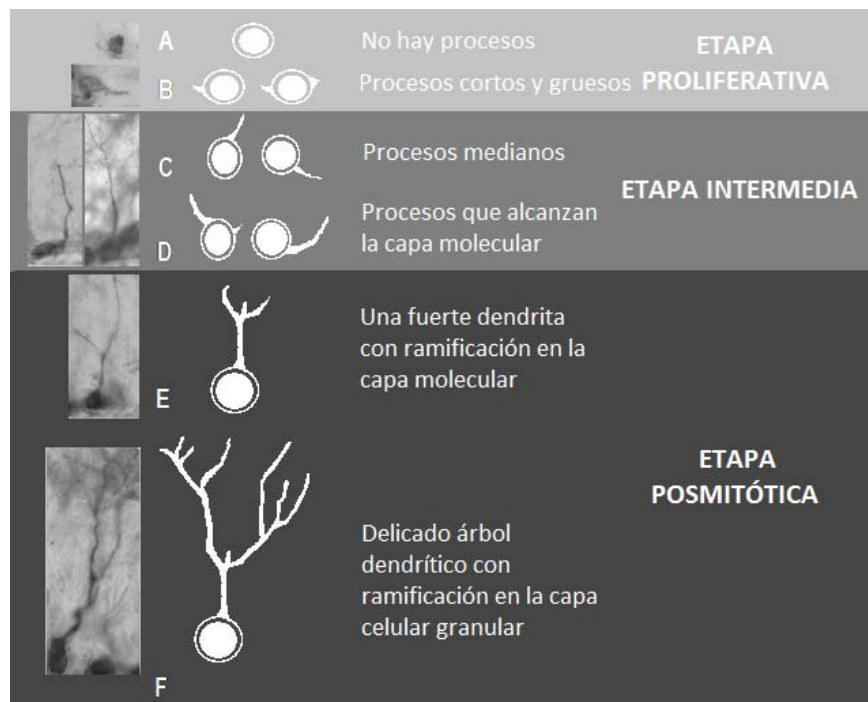 A
No hay procesos
ETAPA
PROLIFERATIVA
B
Procesos cortos y gruesos
C
Procesos medianos
ETAPA INTERMEDIA
D
Procesos que alcanzan
la capa molecular
E
Una fuerte dendrita
con ramificación en la
capa molecular
ETAPA
POSMITÓTICA
F
Delicado árbol
dendrítico con
ramificación en la capa
celular granular